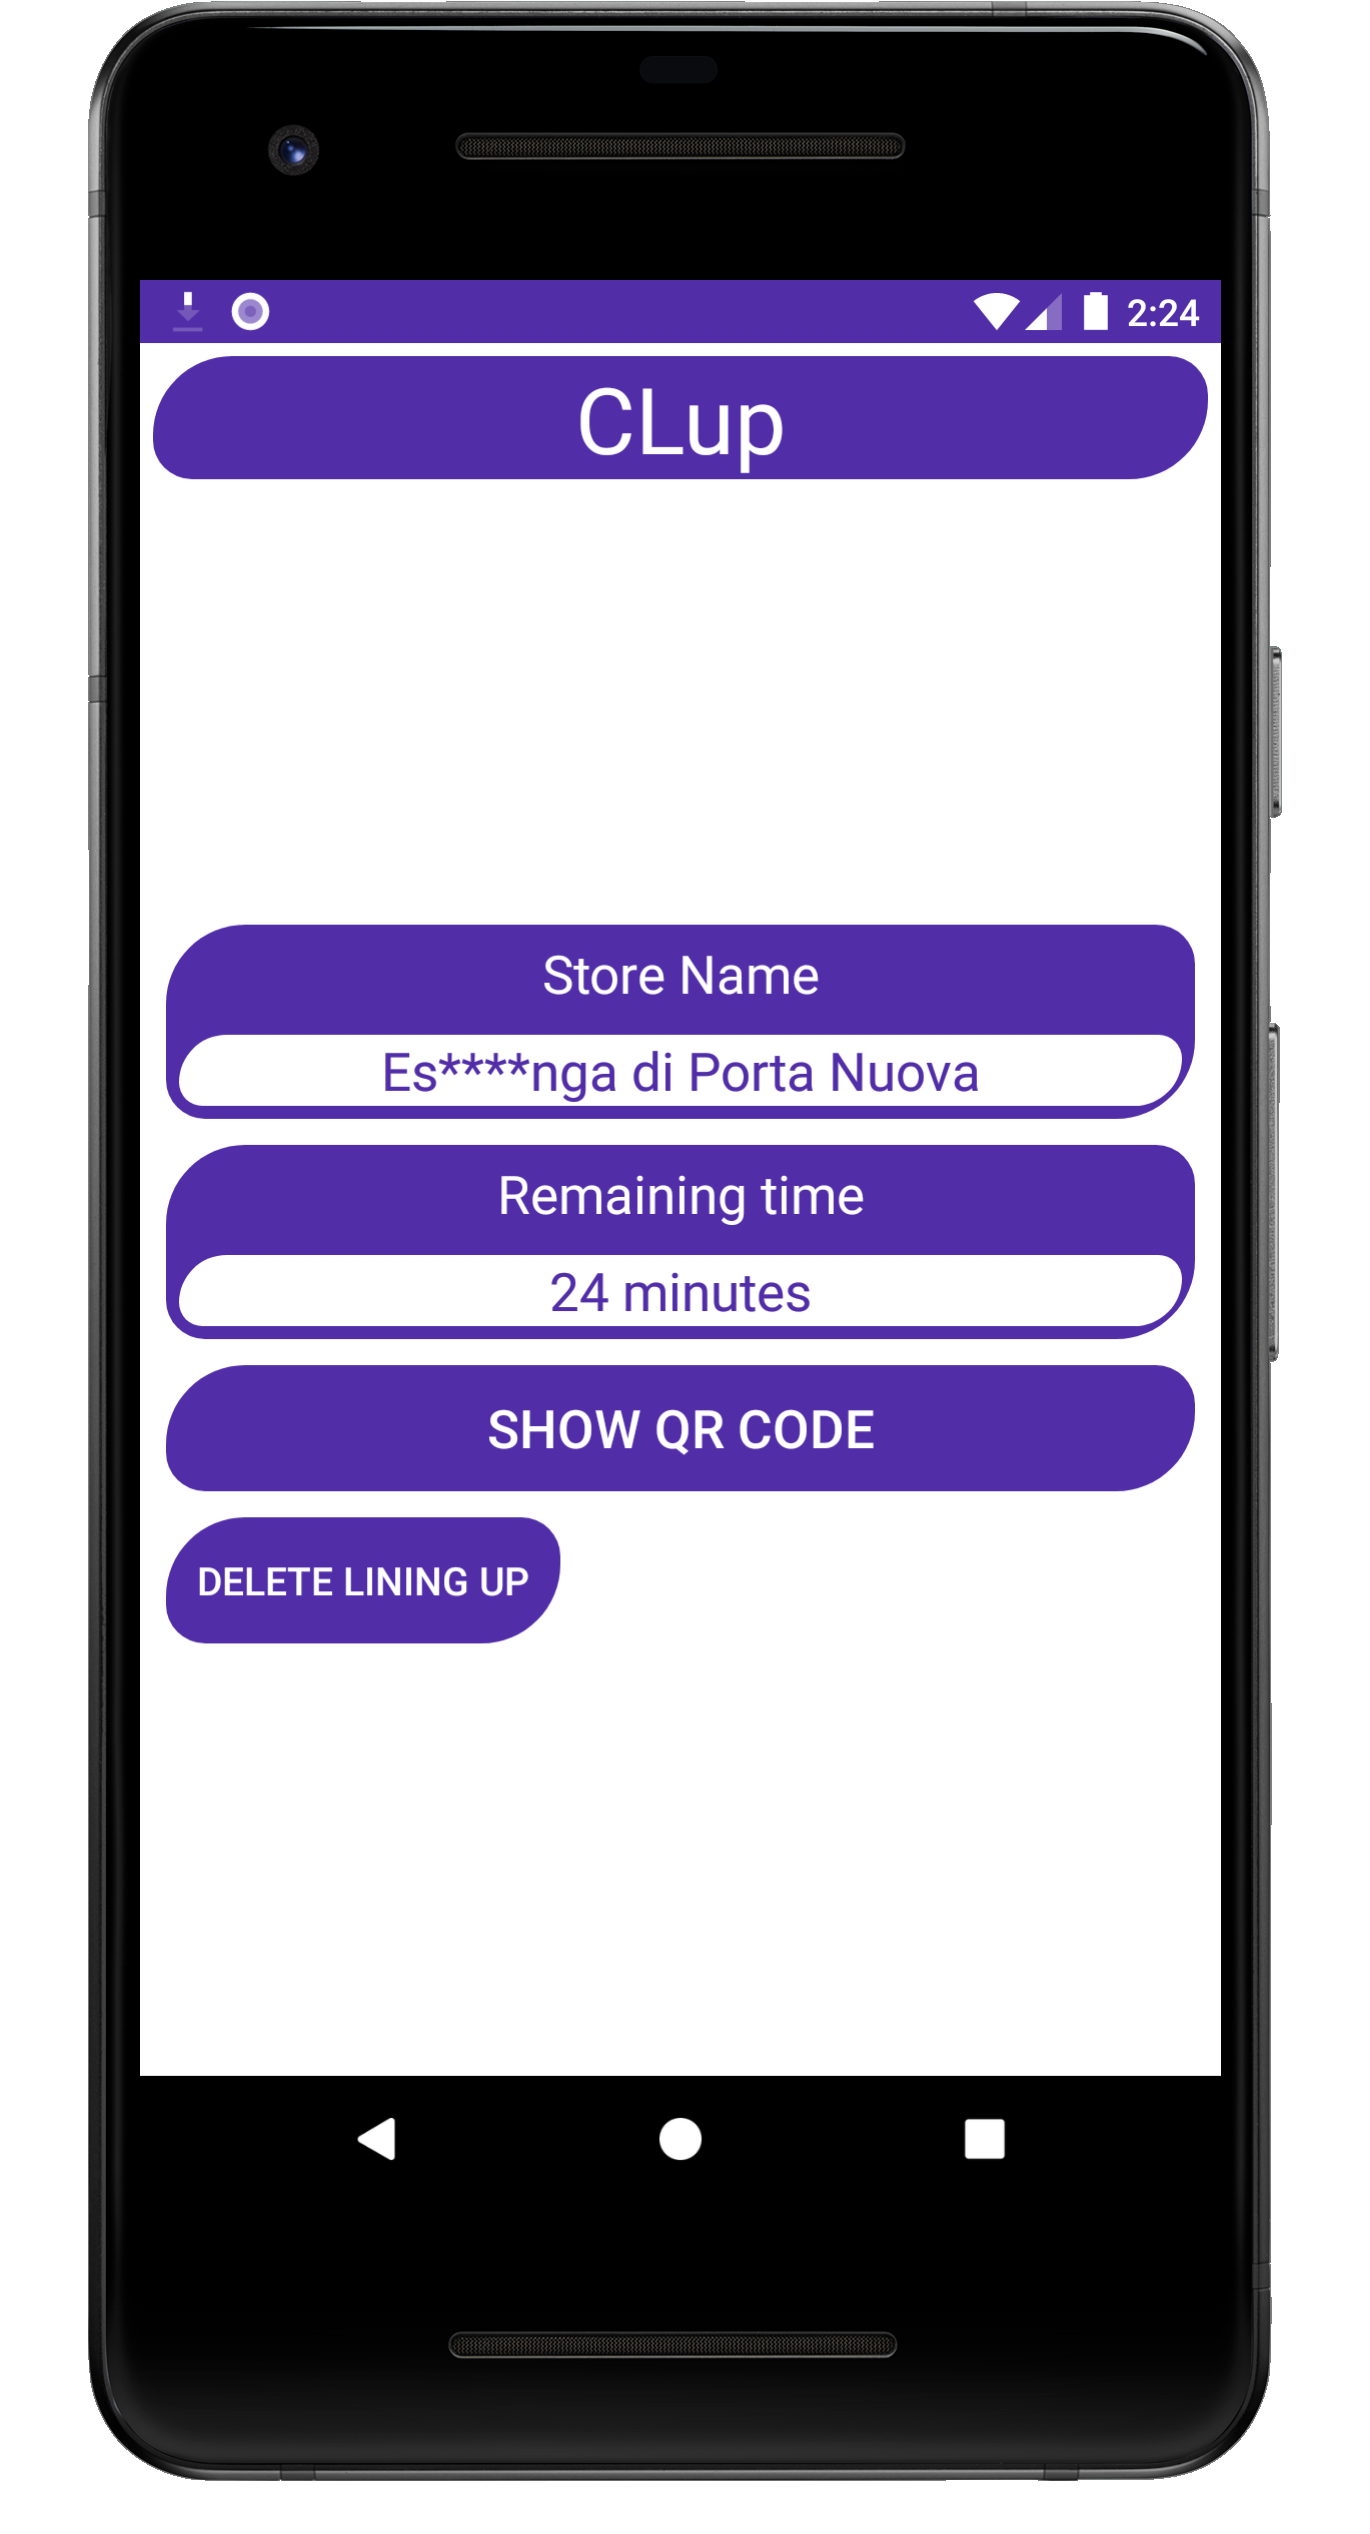 2:24
CLup
Store Name
Es****nga di Porta Nuova
Remaining time
24 minutes
SHOW QR CODE
DELETE LINING UP